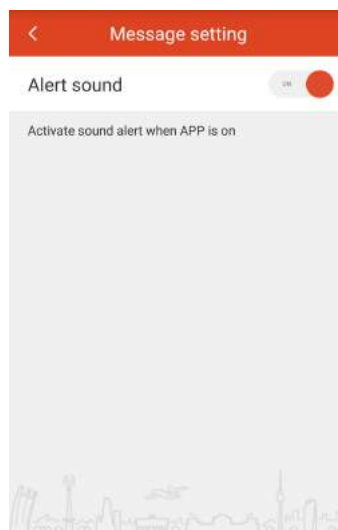 Message setting
Alert sound
ON
Activate sound alert when APP is on